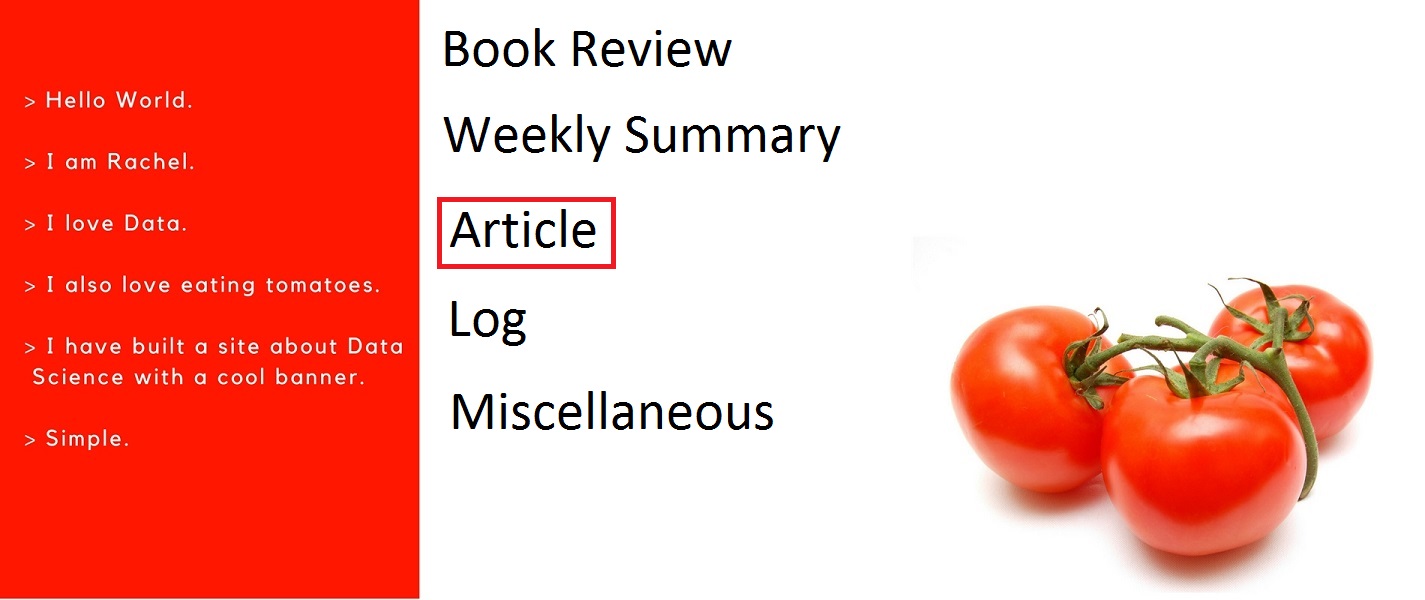 > Hello World.
> I am Rachel.
> I love Data.
> I also love eating tomatoes.
> I have built a site about Data
Science with a cool banner.
> Simple.
Book Review
Weekly Summary
Article
Log
Miscellaneous